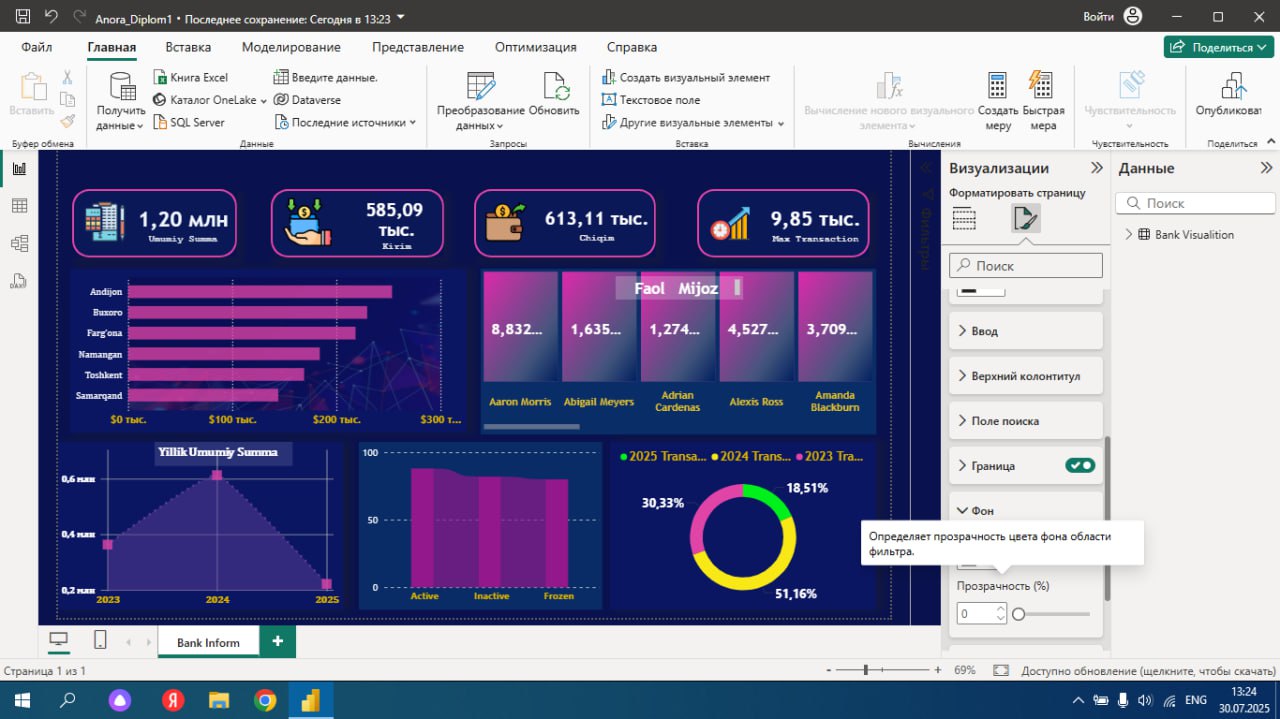 Anora_Diplom1 • Последнее сохранение: Сегодня в 13:23
Войти
Файл Главная Вставка Моделирование Представление Оптимизация Справка
Поделиться
Вставить
Буфер обмена
Получить данные
Книга Excel
Каталог OneLake
SQL Server
Введите данные.
Dataverse
Последние источники
Данные
Преобразование данных
Обновить
Запросы
Создать визуальный элемент
Текстовое поле
Другие визуальные элементы
Вставка
Вычисление нового визуального элемента
Создать меру
Быстрая мера
Вычисления
Чувствительность
Чувствительность
Опубликоват
Поделиться
1,20 млн
Umumiy Summa
585,09 тыс.
Kirim
613,11 тыс.
Chiqim
9,85 тыс.
Max Transaction
Фильтры
Andijon
Buxoro
Farg'ona
Namangan
Toshkent
Samarqand
$0 тыс. $100 тыс. $200 тыс. $300 т...
Faol Mijoz
8,832... 1,635... 1,274... 4,527... 3,709...
Aaron Morris Abigail Meyers Adrian Cardenas Alexis Ross Amanda Blackburn
Yillik Umumiy Summa
0,6 млн
0,4 млн
0,2 млн
2023 2024 2025
100
50
0
Active Inactive Frozen
2025 Transa... 2024 Trans... 2023 Tra...
18,51%
30,33%
51,16%
Визуализации
Форматировать страницу
Поиск
Ввод
Верхний колонтитул
Поле поиска
Граница
Фон
Определяет прозрачность цвета фона области
фильтра.
Прозрачность (%)
0
Данные
Поиск
Bank Visualition
Bank Inform
Страница 1 из 1
69%
Доступно обновление (щелкните, чтобы скачать)
ENG
13:24
30.07.2025